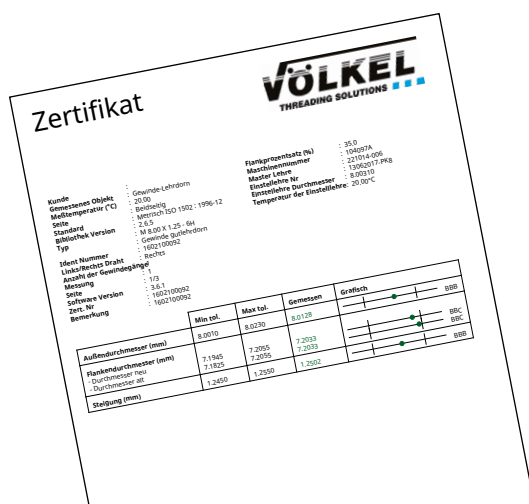 Zertifikat
VÖLKEL
THREADING SOLUTIONS
Kunde :
Gemessenes Objekt : Gewinde-Lehrdorn
Meßtemperatur (°C) : 20,00
Seite : Beidseitig
Standard : Metrisch ISO 1502 : 1996-12
Bibliothek Version : 2.6.5
Typ : M 8.00 X 1.25 - 6H
Gewinde gutlehrdorn
Ident Nummer : 1602100092
Links/Rechts Draht : Rechts
Anzahl der Gewindegänge : 1
Messung : 1
Seite : 1/3
Software Version : 3.6.1
Zert. Nr : 1602100092
Bemerkung : 1602100092
Flankprozentsatz (%) : 35,0
Maschinennummer : 104097A
Master Lehre : 221014-006
Einstellehre Nr : 13062017-PK8
Einstellehre Durchmesser : 8.00310
Temperatur der Einstelllehre : 20,00°C
Min tol. Max tol. Gemessen Grafisch
Außendurchmesser (mm) 8.0010 8.0230 8.0128 BBB
Flankendurchmesser (mm)
- Durchmesser neu 7.1945 7.2055 7.2033 BBC
- Durchmesser alt 7.1825 7.2055 7.2033 BBC
Steigung (mm) 1.2450 1.2550 1.2502 BBB